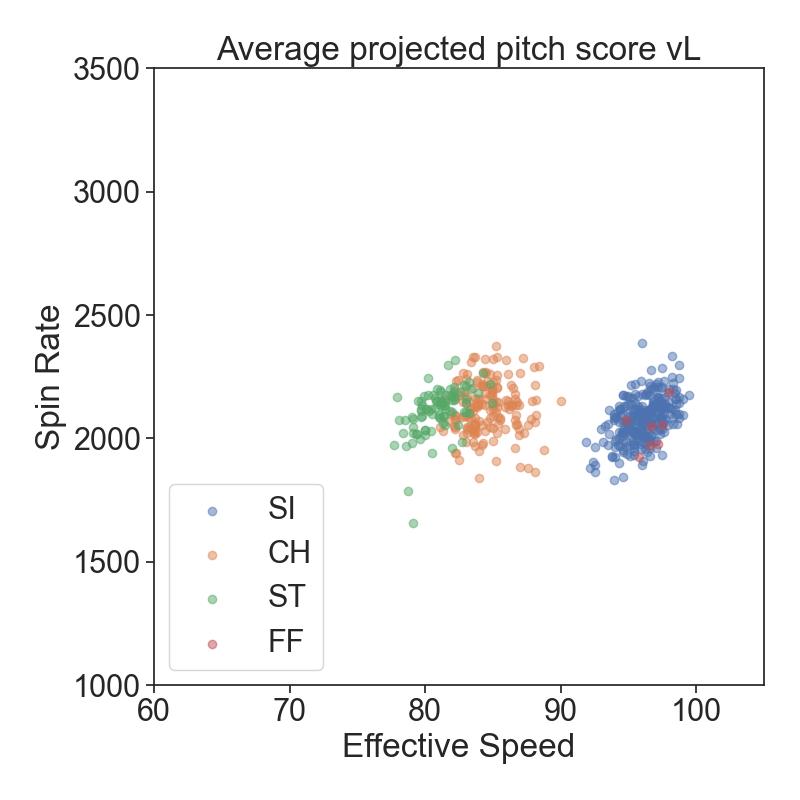 Average projected pitch score vL
3500
3000
2500
2000
1500
1000
Spin Rate
SI
CH
ST
FF
60 70 80 90 100
Effective Speed